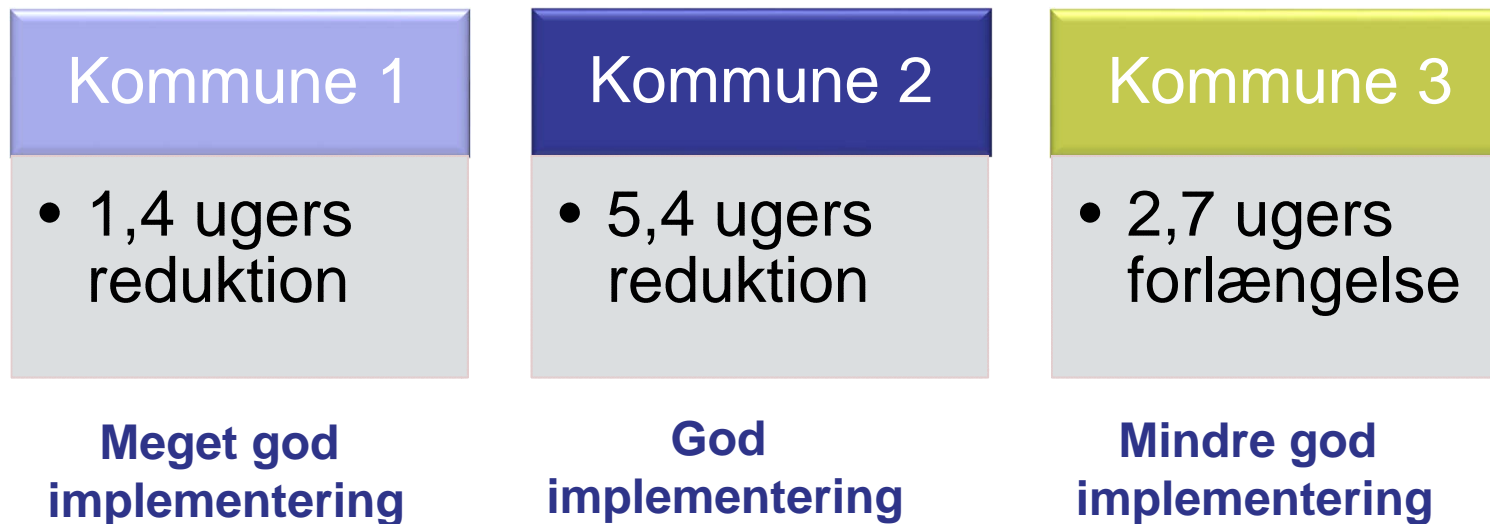 Kommune 1
• 1,4 ugers
reduktion
Meget god
implementering
Kommune 2
• 5,4 ugers
reduktion
God
implementering
Kommune 3
• 2,7 ugers
forlængelse
Mindre god
implementering